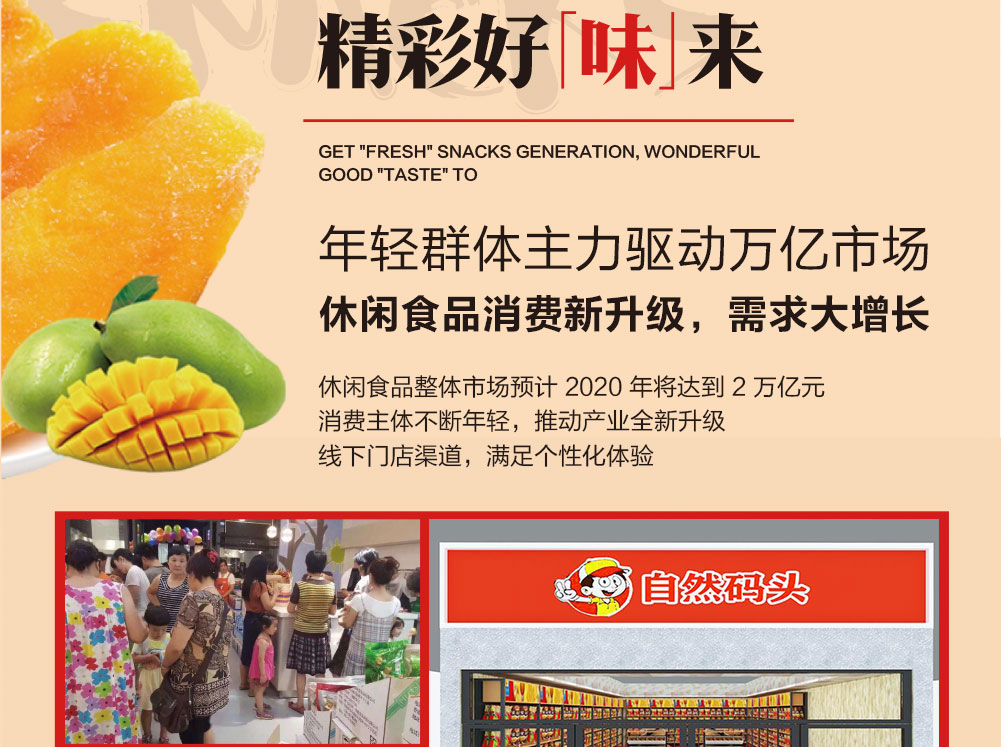 精彩好「味」来
GET "FRESH" SNACKS GENERATION, WONDERFUL
GOOD "TASTE" TO
年轻群体主力驱动万亿市场
休闲食品消费新升级，需求大增长
休闲食品整体市场预计 2020 年将达到 2 万亿元
消费主体不断年轻，推动产业全新升级
线下门店渠道，满足个性化体验
自然码头